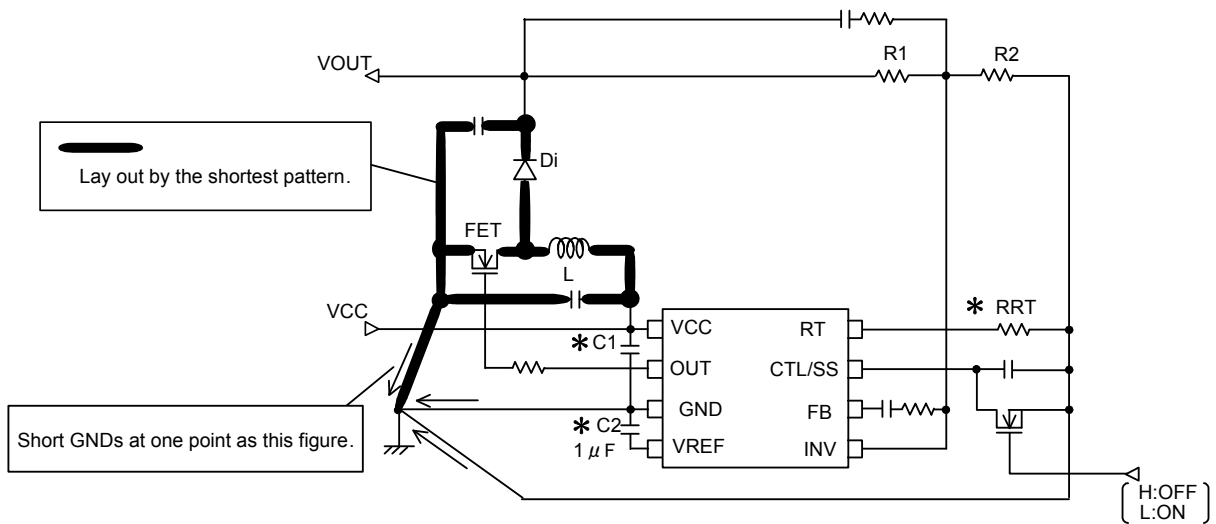 R1
R2
VOUT
Di
Lay out by the shortest pattern.
FET
L
VCC
* C1
VCC
RT
* RRT
OUT
CTL/SS
GND
FB
Short GNDs at one point as this figure.
* C2
1 μ F
VREF
INV
H:OFF
L:ON